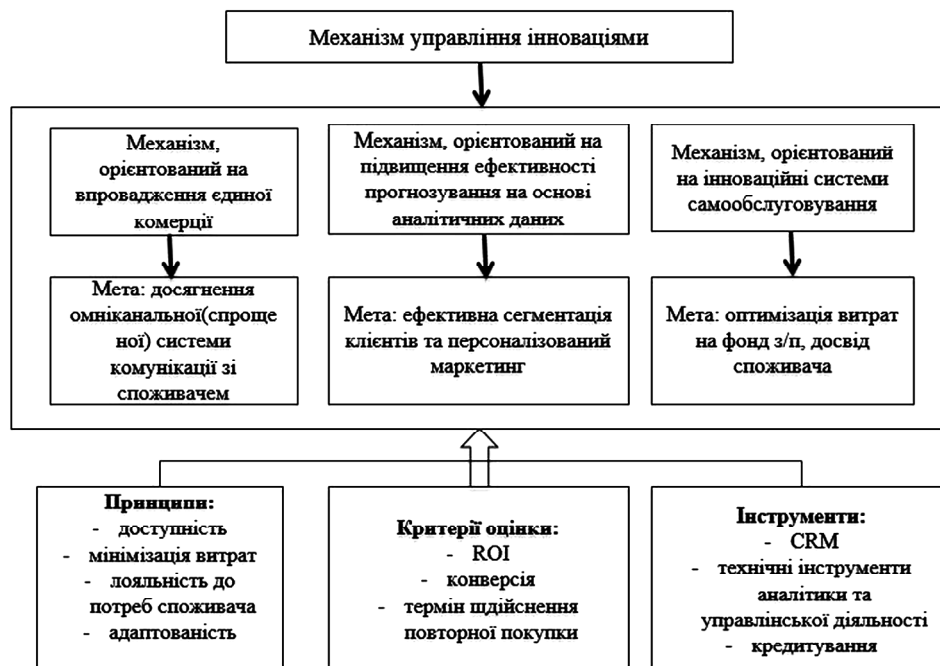 Механізм управління інноваціями
Механізм,
орієнтований на
впровадження єдиної
комерції
Механізм, орієнтований на
підвищення ефективності
прогнозування на основі
аналітичних даних
Механізм, орієнтований
на інноваційні системи
самообслуговування
Мета: досягнення
омніканальної(спроще
ної) системи
комунікації зі
споживачем
Мета: ефективна сегментація
клієнтів та персоналізований
маркетинг
Мета: оптимізація витрат
на фонд з/п, досвід
споживача
Принципи:
- доступність
- мінімізація витрат
- лояльність до
потреб споживача
- адаптованість
Критерії оцінки:
- ROI
- конверсія
- термін щдійснення
повторної покупки
Інструменти:
- CRM
- технічні інструменти
аналітики та
управлінської діяльності
- кредитування